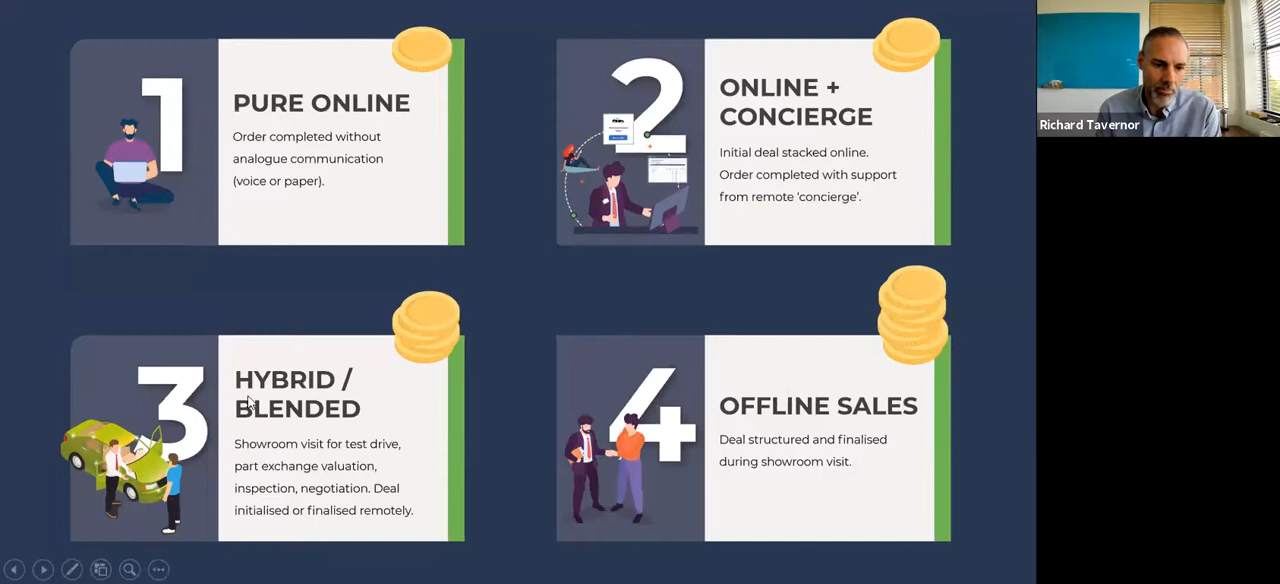 1
PURE ONLINE
Order completed without
analogue communication
(voice or paper).
2
ONLINE +
CONCIERGE
Initial deal stacked online.
Order completed with support
from remote ‘concierge’.
3
HYBRID /
BLENDED
Showroom visit for test drive,
part exchange valuation,
inspection, negotiation. Deal
initialised or finalised remotely.
4
OFFLINE SALES
Deal structured and finalised
during showroom visit.
Richard Tavernor